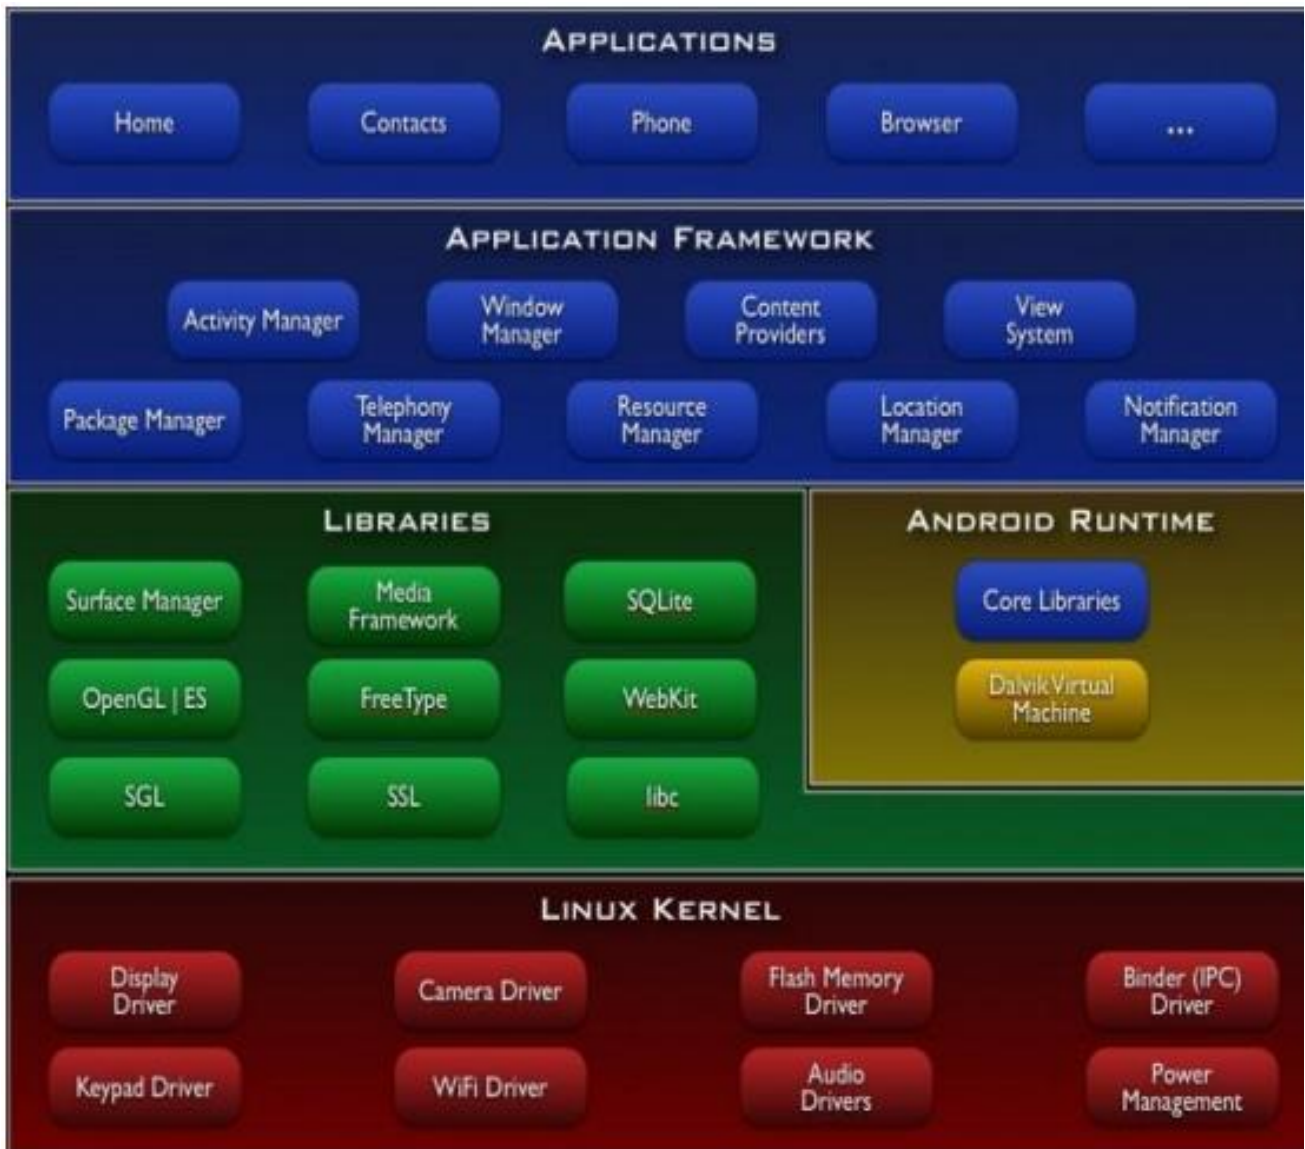 APPLICATIONS
Home
Contacts
Phone
Browser
...
APPLICATION FRAMEWORK
Activity Manager
Window
Manager
Content
Providers
View
System
Package Manager
Telephony
Manager
Resource
Manager
Location
Manager
Notification
Manager
LIBRARIES
Surface Manager
Media
Framework
SQLite
OpenGL | ES
FreeType
WebKit
SGL
SSL
libc
ANDROID RUNTIME
Core Libraries
Dalvik Virtual
Machine
LINUX KERNEL
Display
Driver
Camera Driver
Flash Memory
Driver
Binder (IPC)
Driver
Keypad Driver
WiFi Driver
Audio
Drivers
Power
Management